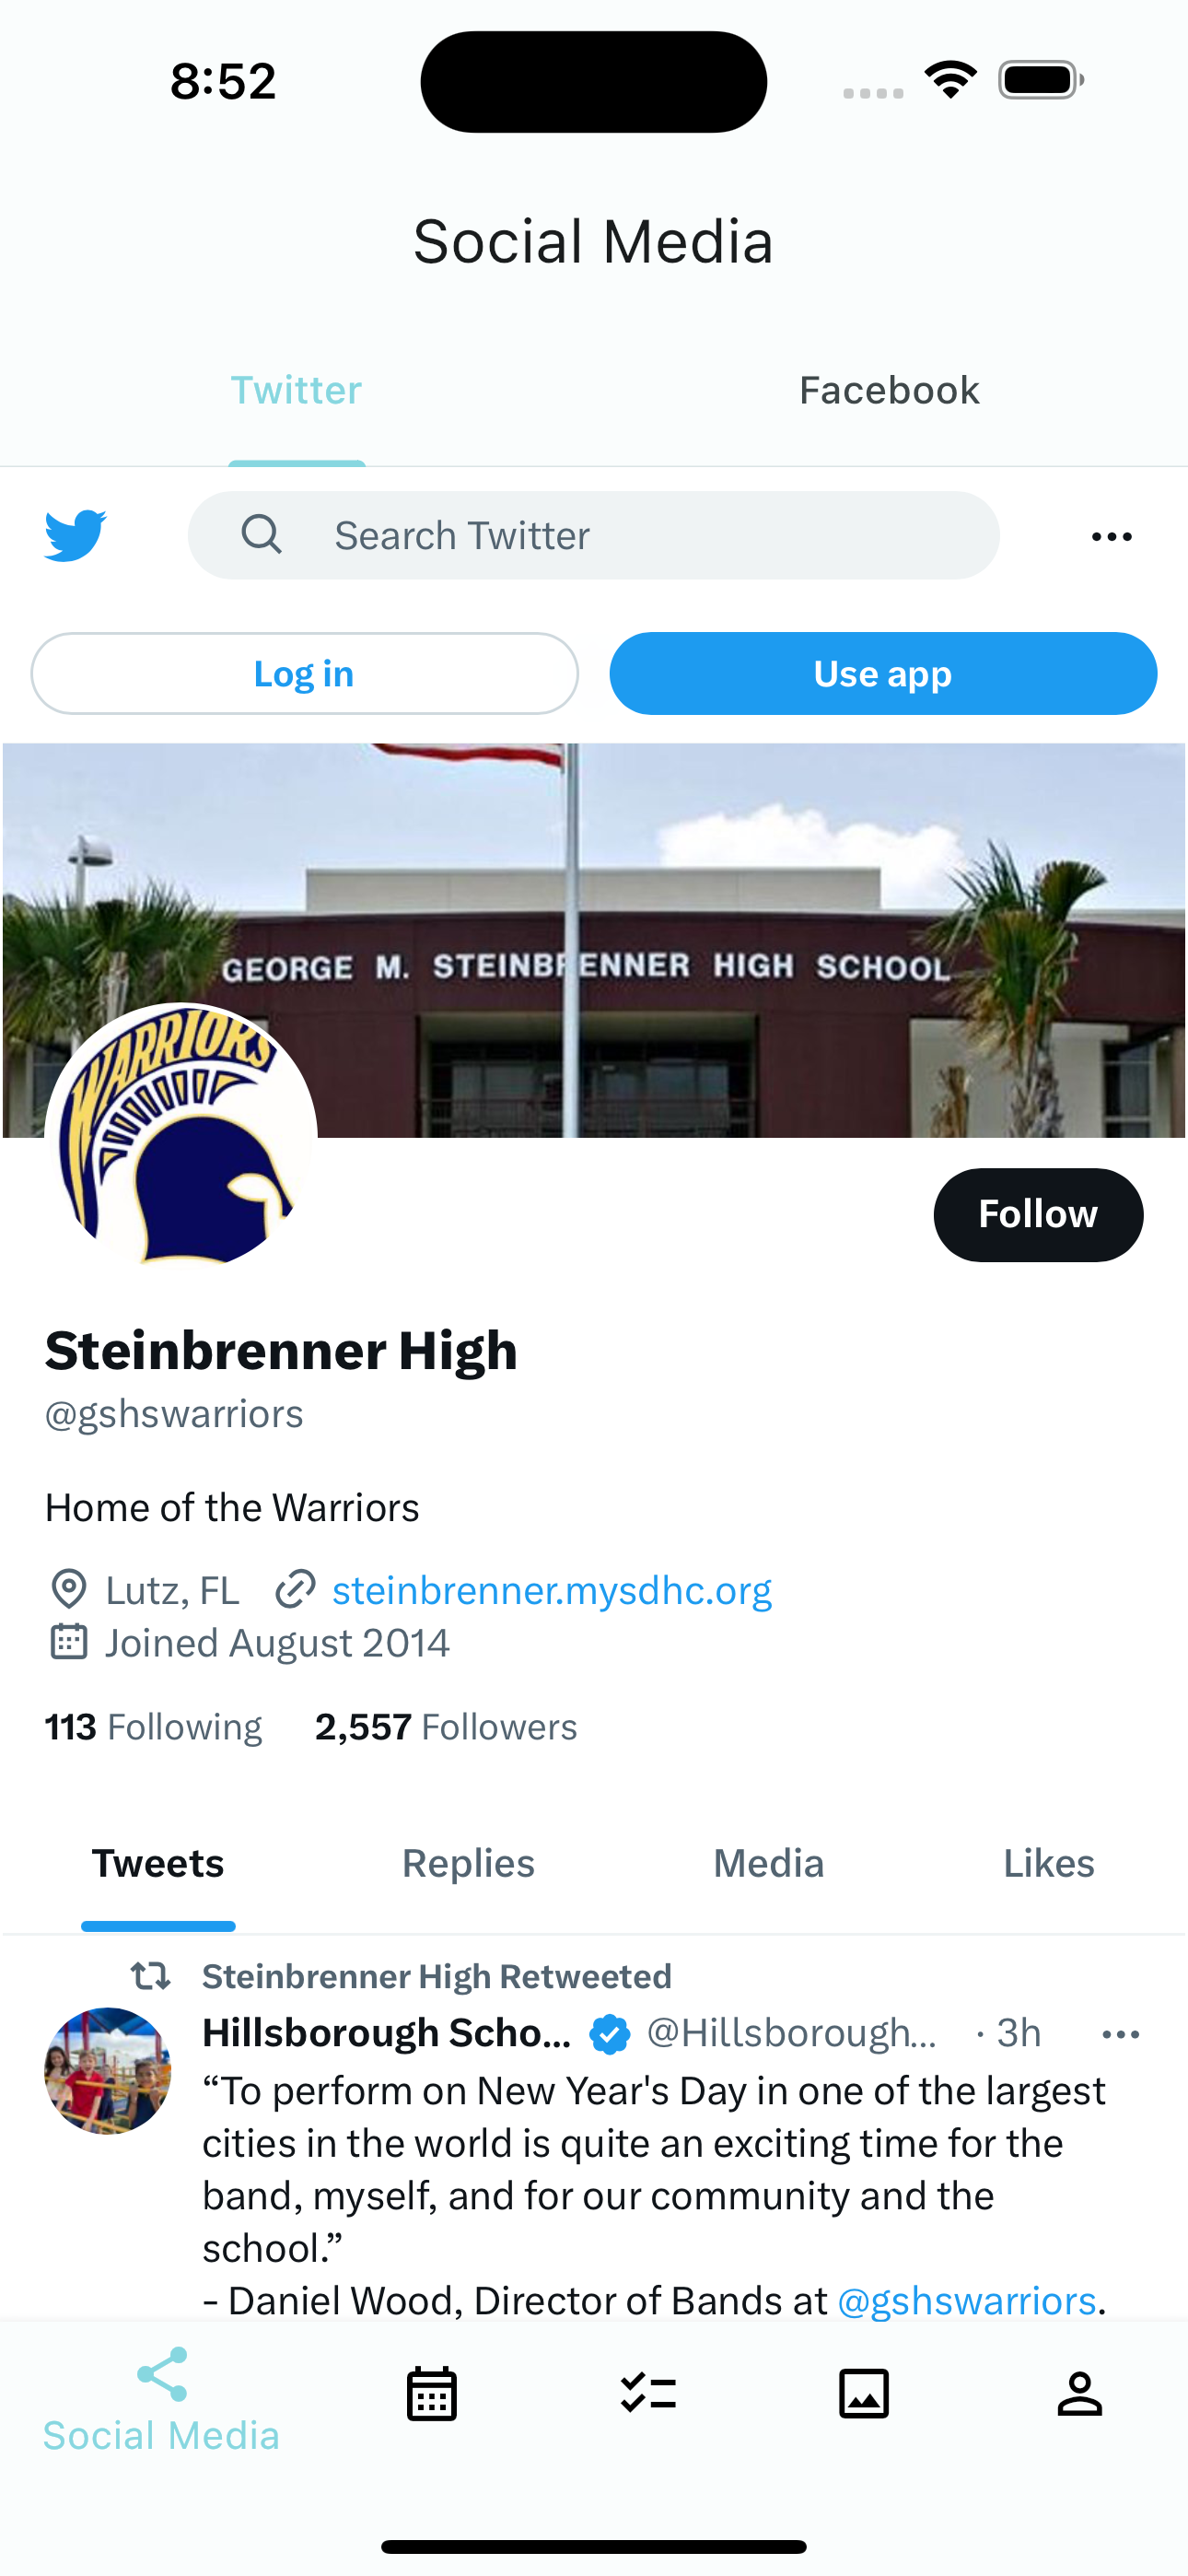 8:52
Social Media
Twitter Facebook
Search Twitter
Log in Use app
GEORGE M. STEINBRENNER HIGH SCHOOL
WARRIORS
Follow
Steinbrenner High
@gshswarriors
Home of the Warriors
Lutz, FL steinbrenner.mysdhc.org
Joined August 2014
113 Following 2,557 Followers
Tweets Replies Media Likes
Steinbrenner High Retweeted
Hillsborough Scho... @Hillsborough... · 3h
“To perform on New Year's Day in one of the largest
cities in the world is quite an exciting time for the
band, myself, and for our community and the
school.”
- Daniel Wood, Director of Bands at @gshswarriors.
Social Media